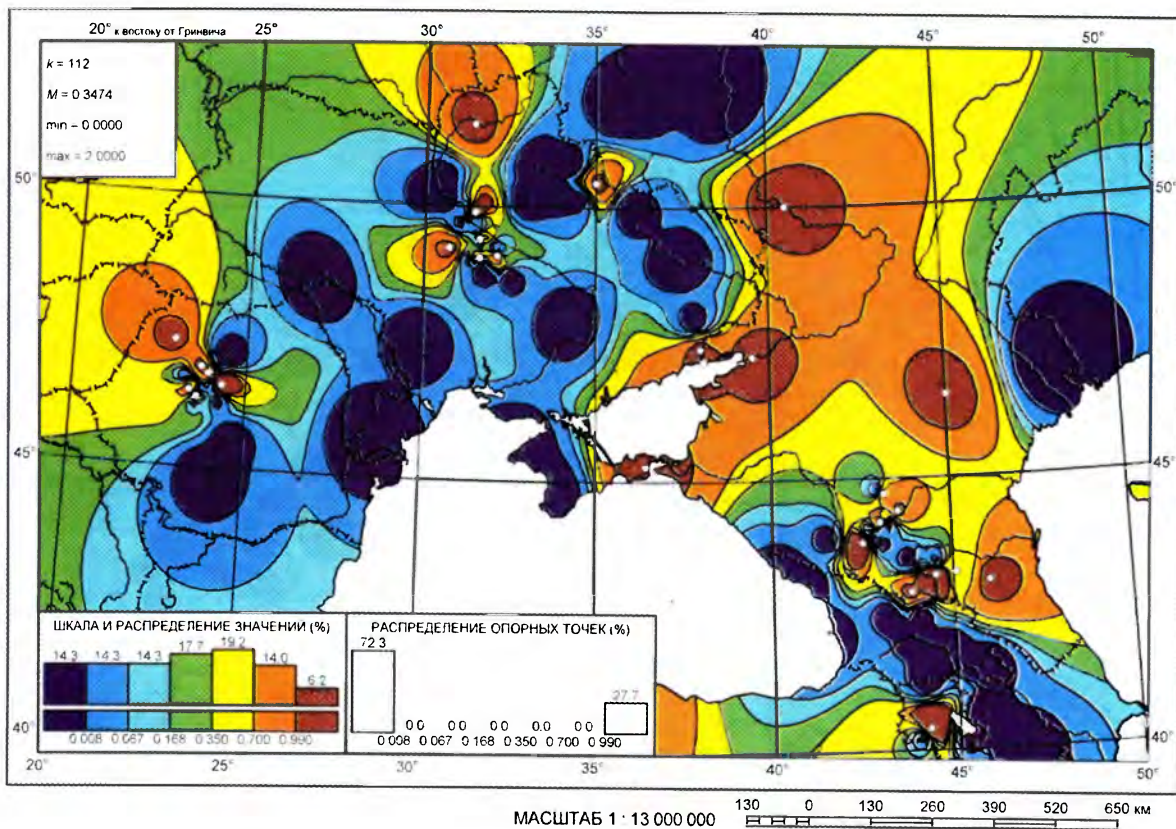 20° к востоку от Гринвича 25° 30° 35° 40° 45° 50°
k = 112
M = 0 3474
min – 0 0000
max = 2 0000
50° 50°
45° 45°
40° 40°
ШКАЛА И РАСПРЕДЕЛЕНИЕ ЗНАЧЕНИЙ (%)
14.3 14.3 14.3 17.7 19.2 14.0 6.2
0.008 0.067 0.168 0.350 0.700 0.990
РАСПРЕДЕЛЕНИЕ ОПОРНЫХ ТОЧЕК (%)
72.3 0 0 0 0 0 0 0.0 0 0 27.7
0.008 0.067 0 168 0 350 0 700 0 990
20° 25° 30° 35° 40° 45° 50°
МАСШТАБ 1 : 13 000 000
130 0 130 260 390 520 650 км